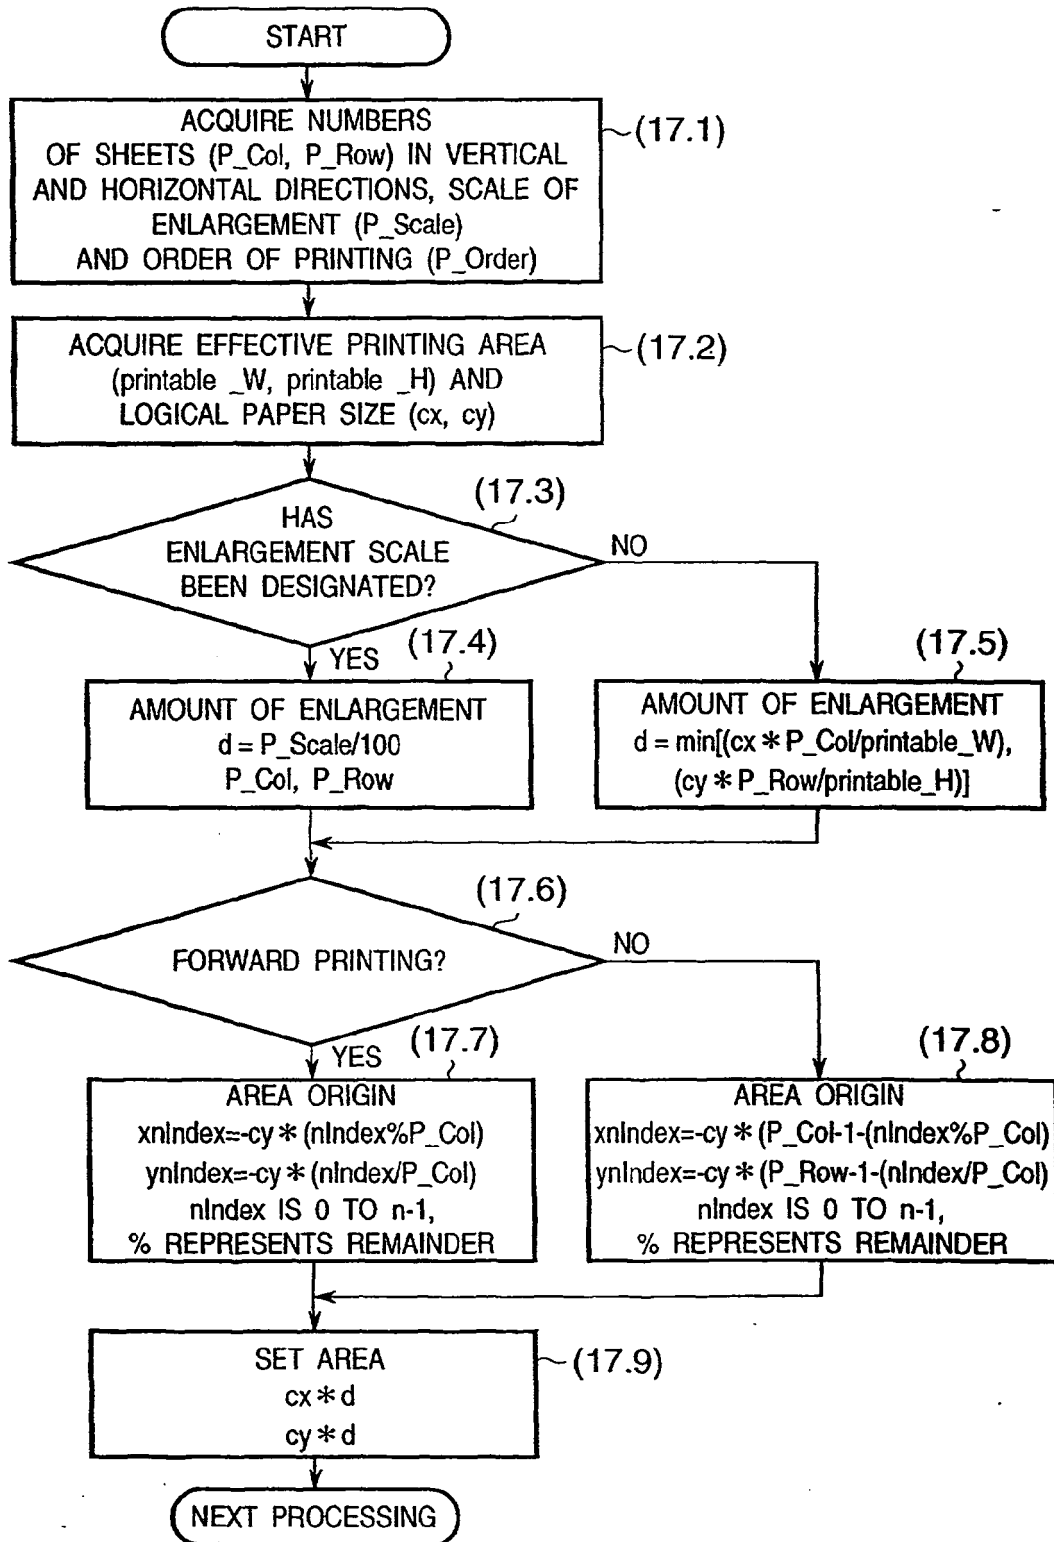 START
ACQUIRE NUMBERS
OF SHEETS (P_Col, P_Row) IN VERTICAL
AND HORIZONTAL DIRECTIONS, SCALE OF
ENLARGEMENT (P_Scale)
AND ORDER OF PRINTING (P_Order)
(17.1)
ACQUIRE EFFECTIVE PRINTING AREA
(printable _W, printable _H) AND
LOGICAL PAPER SIZE (cx, cy)
(17.2)
HAS
ENLARGEMENT SCALE
BEEN DESIGNATED?
(17.3)
NO
YES
(17.4)
AMOUNT OF ENLARGEMENT
d = P_Scale/100
P_Col, P_Row
(17.5)
AMOUNT OF ENLARGEMENT
d = min[(cx * P_Col/printable_W),
(cy * P_Row/printable_H)]
(17.6)
FORWARD PRINTING?
NO
YES
(17.7)
AREA ORIGIN
xnIndex=-cy * (nIndex%P_Col)
ynIndex=-cy * (nIndex/P_Col)
nIndex IS 0 TO n-1,
% REPRESENTS REMAINDER
(17.8)
AREA ORIGIN
xnIndex=-cy * (P_Col-1-(nIndex%P_Col)
ynIndex=-cy * (P_Row-1-(nIndex/P_Col)
nIndex IS 0 TO n-1,
% REPRESENTS REMAINDER
SET AREA
cx * d
cy * d
(17.9)
NEXT PROCESSING